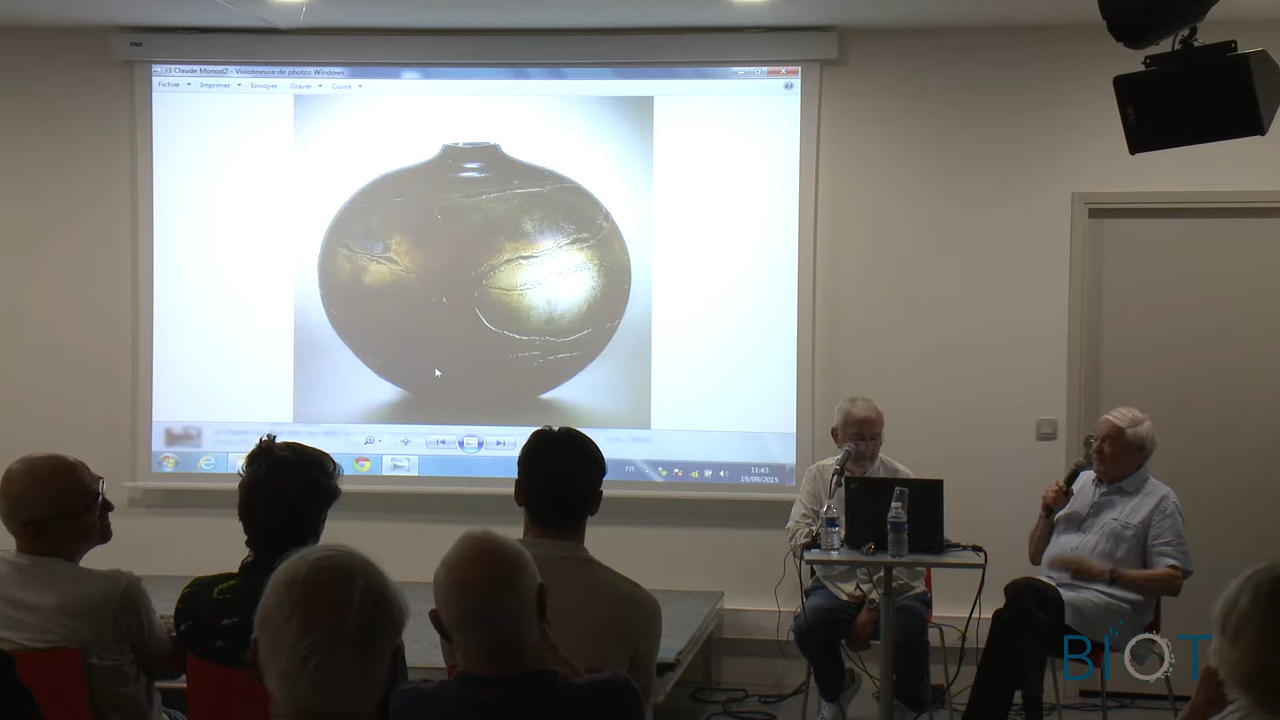 J3 Claude Monod2 - Visionneuse de photos Windows
Fichier Imprimer Envoyer Graver Ouvrir
FR
11:43
19/09/2015
BIOT